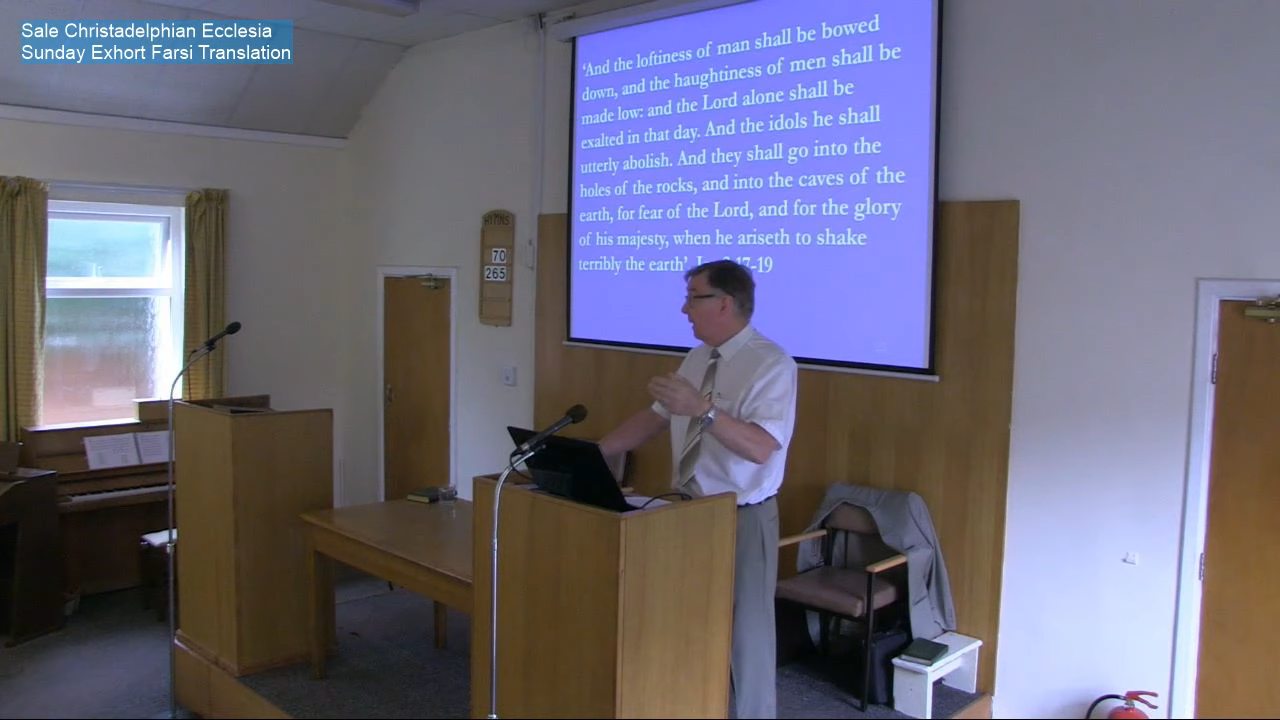 Sale Christadelphian Ecclesia
Sunday Exhort Farsi Translation
'And the loftiness of man shall be bowed
down, and the haughtiness of men shall be
made low: and the Lord alone shall be
exalted in that day. And the idols he shall
utterly abolish. And they shall go into the
holes of the rocks, and into the caves of the
earth, for fear of the Lord, and for the glory
of his majesty, when he ariseth to shake
terribly the earth'. 17-19
HYMNS
70
265